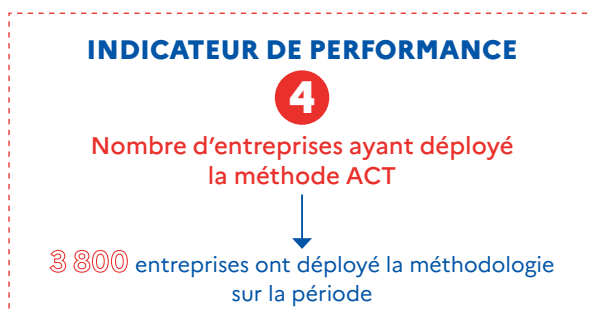 INDICATEUR DE PERFORMANCE
4
Nombre d'entreprises ayant déployé
la méthode ACT
3 800 entreprises ont déployé la méthodologie
sur la période